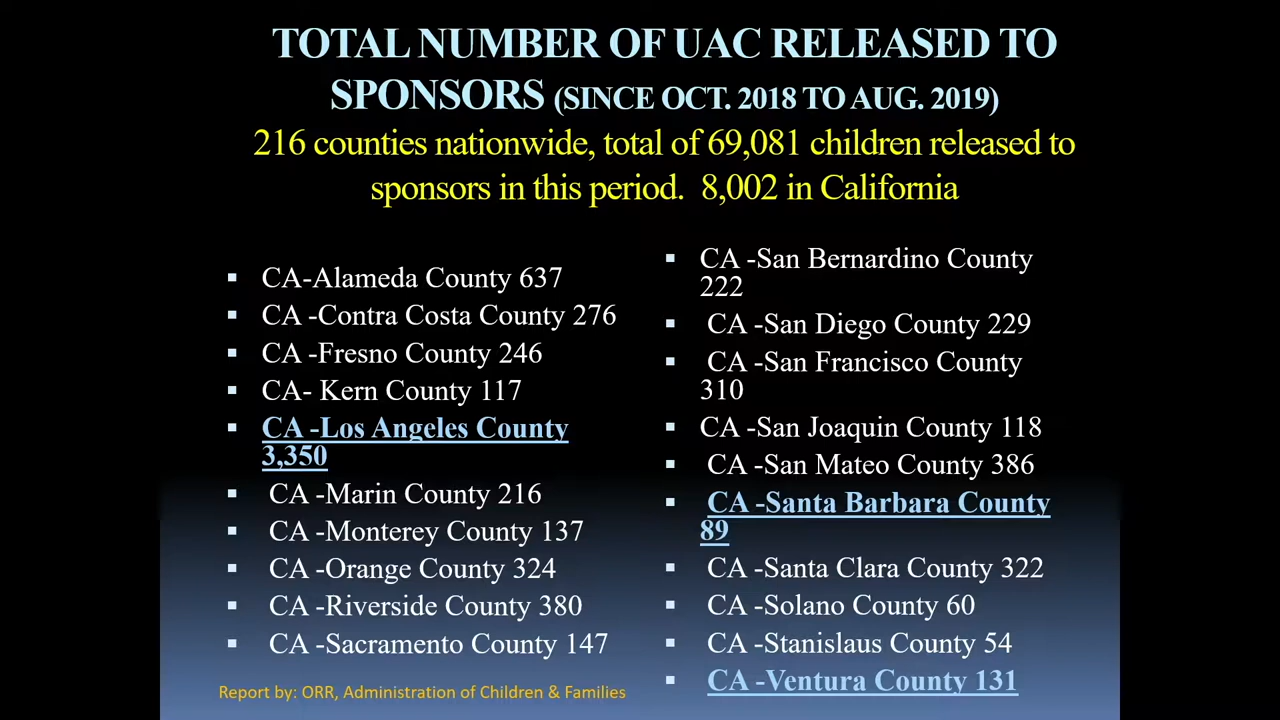 TOTAL NUMBER OF UAC RELEASED TO
SPONSORS (SINCE OCT. 2018 TO AUG. 2019)
216 counties nationwide, total of 69,081 children released to
sponsors in this period. 8,002 in California
CA-Alameda County 637
CA -Contra Costa County 276
CA -Fresno County 246
CA- Kern County 117
CA -Los Angeles County
3,350
CA -Marin County 216
CA -Monterey County 137
CA -Orange County 324
CA -Riverside County 380
CA -Sacramento County 147
Report by: ORR, Administration of Children & Families
CA -San Bernardino County
222
CA -San Diego County 229
CA -San Francisco County
310
CA -San Joaquin County 118
CA -San Mateo County 386
CA -Santa Barbara County
89
CA -Santa Clara County 322
CA -Solano County 60
CA -Stanislaus County 54
CA -Ventura County 131